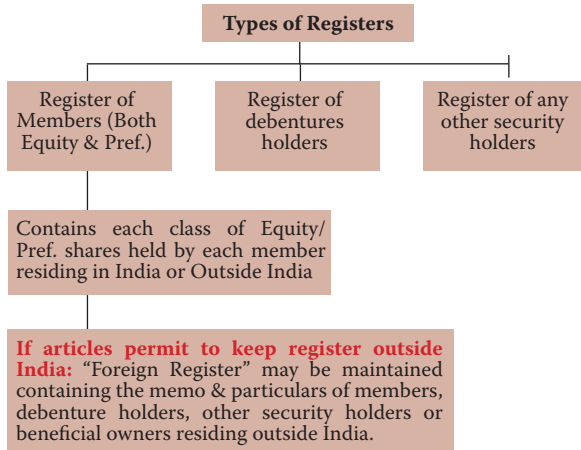 Types of Registers
Register of
Members (Both
Equity & Pref.)
Register of
debentures
holders
Register of any
other security
holders
Contains each class of Equity/
Pref. shares held by each member
residing in India or Outside India
If articles permit to keep register outside
India: “Foreign Register” may be maintained
containing the memo & particulars of members,
debenture holders, other security holders or
beneficial owners residing outside India.